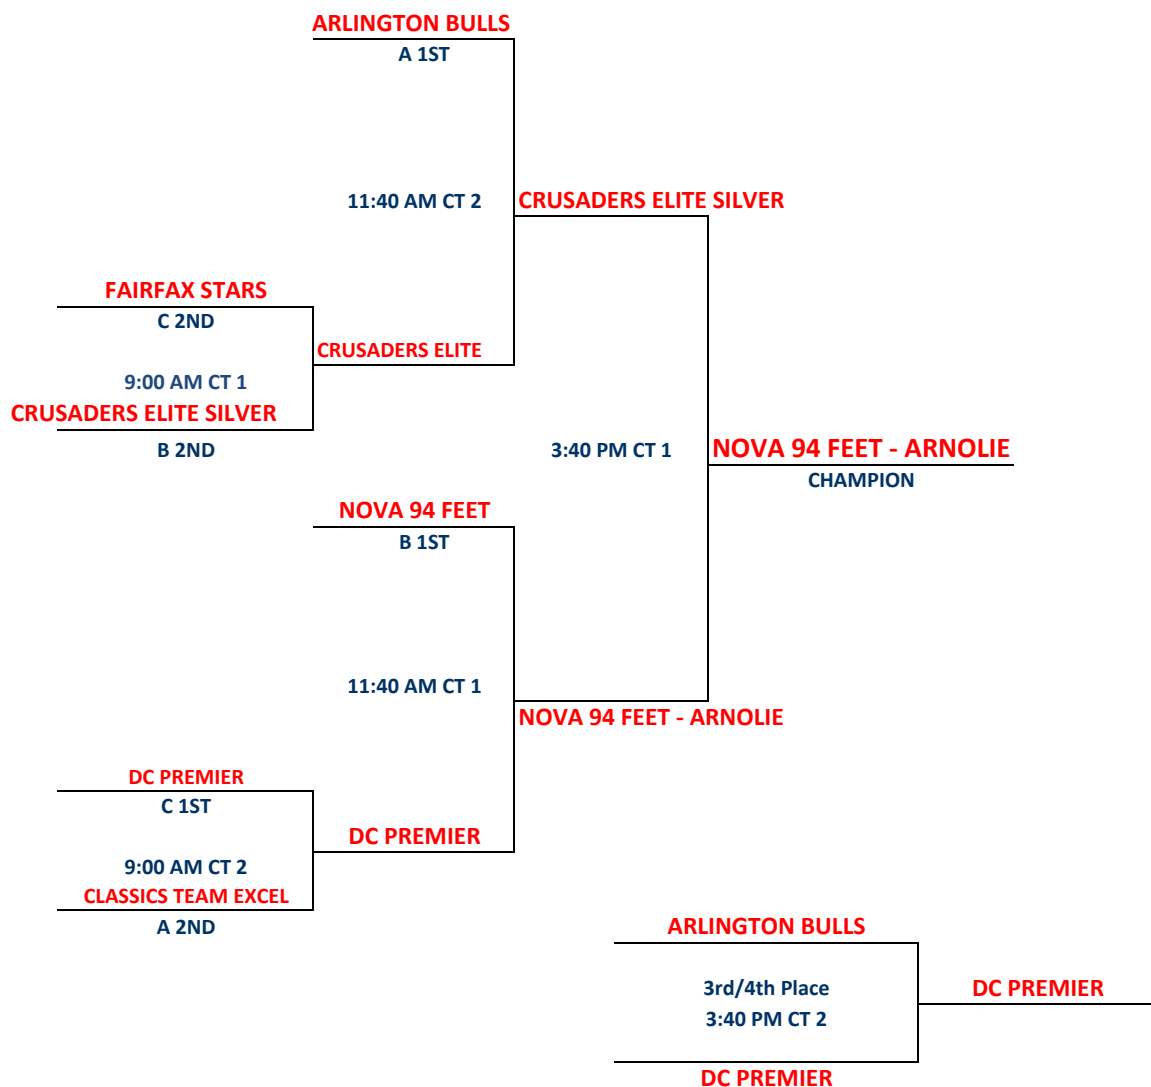 ARLINGTON BULLS
A 1ST
11:40 AM CT 2
CRUSADERS ELITE SILVER
FAIRFAX STARS
C 2ND
CRUSADERS ELITE
9:00 AM CT 1
CRUSADERS ELITE SILVER
B 2ND
3:40 PM CT 1
NOVA 94 FEET - ARNOLIE
CHAMPION
NOVA 94 FEET
B 1ST
11:40 AM CT 1
NOVA 94 FEET - ARNOLIE
DC PREMIER
C 1ST
DC PREMIER
9:00 AM CT 2
CLASSICS TEAM EXCEL
A 2ND
ARLINGTON BULLS
3rd/4th Place
DC PREMIER
3:40 PM CT 2
DC PREMIER